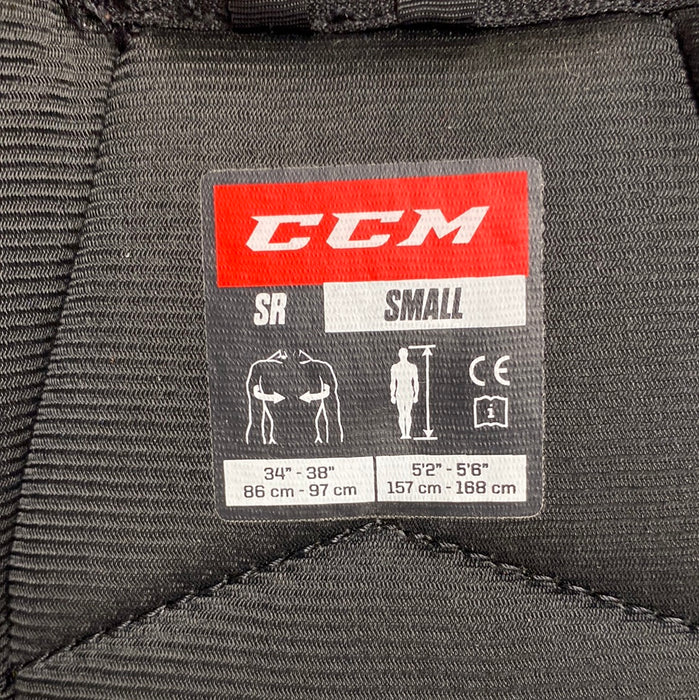 CCM
SR SMALL
CE
i
34" - 38" 5'2" - 5'6"
86 cm - 97 cm 157 cm - 168 cm